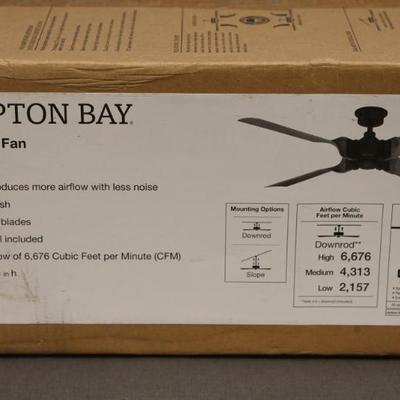 PTON BAY®
Fan
oduces more airflow with less noise
sh
blades
l included
ow of 6,676 Cubic Feet per Minute (CFM)
in h
Mounting Options
Downrod
Slope
Airflow Cubic
Feet per Minute
Downrod**
High 6,676
Medium 4,313
Low 2,157